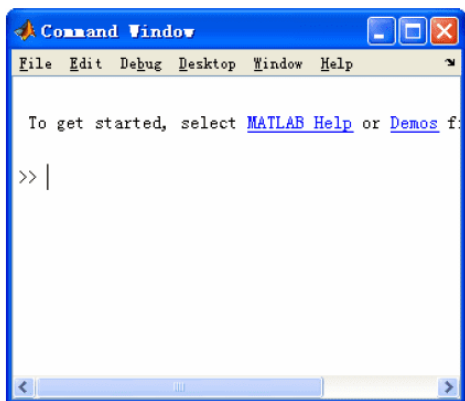 Command Window
File Edit Debug Desktop Window Help
To get started, select MATLAB Help or Demos f
>>